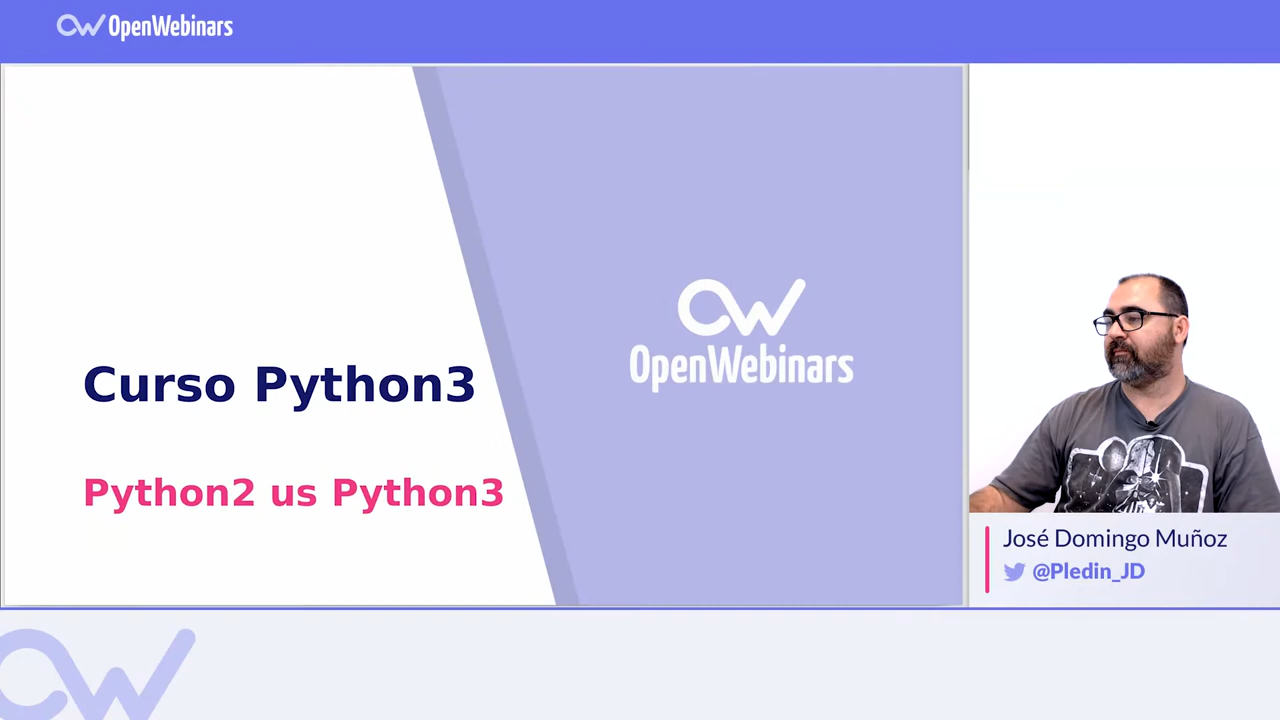 OpenWebinars
OpenWebinars
Curso Python3
Python2 us Python3
José Domingo Muñoz
@Pledin_JD